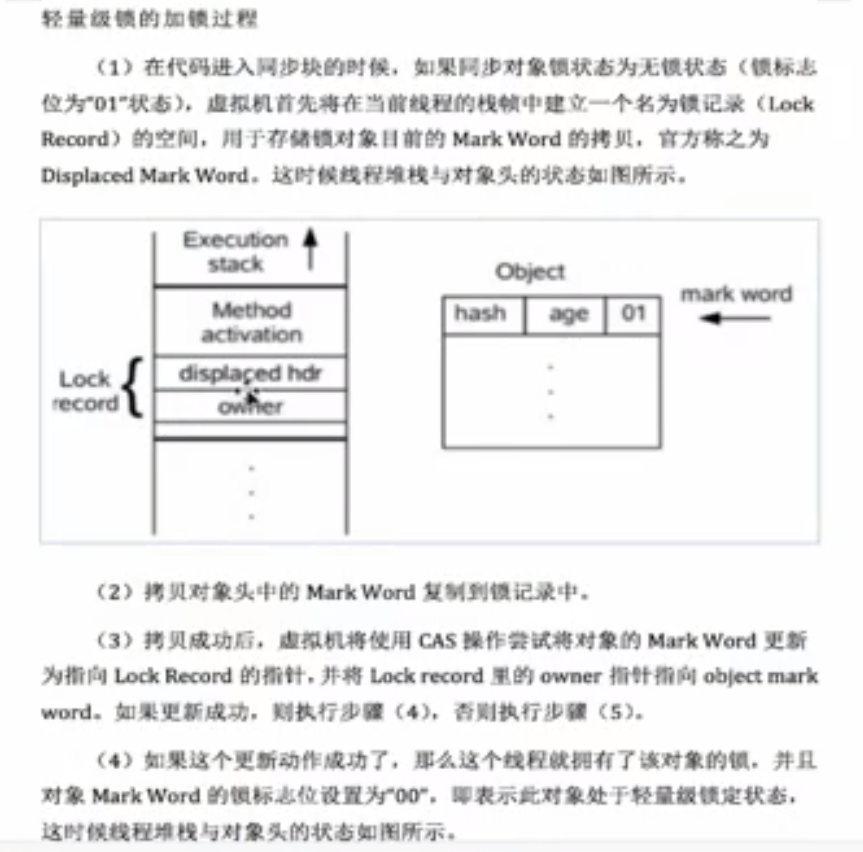 轻量级锁的加锁过程
（1）在代码进入同步块的时候，如果同步对象锁状态为无锁状态（锁标志
位为"01"状态），虚拟机首先将在当前线程的栈帧中建立一个名为锁记录（Lock
Record）的空间，用于存储锁对象目前的 Mark Word 的拷贝，官方称之为
Displaced Mark Word。这时候线程堆栈与对象头的状态如图所示。
Execution
stack
Method
activation
Lock
record
displaced hdr
owner
Object
hash age 01
mark word
（2）拷贝对象头中的 Mark Word 复制到锁记录中。
（3）拷贝成功后，虚拟机将使用 CAS 操作尝试将对象的 Mark Word 更新
为指向 Lock Record 的指针，并将 Lock record 里的 owner 指针指向 object mark
word。如果更新成功，则执行步骤（4），否则执行步骤（5）。
（4）如果这个更新动作成功了，那么这个线程就拥有了该对象的锁，并且
对象 Mark Word 的锁标志位设置为"00"，即表示此对象处于轻量级锁定状态，
这时候线程堆栈与对象头的状态如图所示。